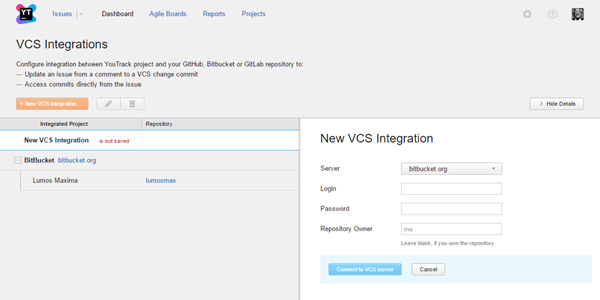 YT
Issues Dashboard Agile Boards Reports Projects
VCS Integrations
Configure integration between YouTrack project and your GitHub, Bitbucket or GitLab repository to:
— Update an issue from a comment to a VCS change commit
— Access commits directly from the issue
+ New VCS Integration... Hide Details
Integrated Project Repository
New VCS Integration is not saved
BitBucket bitbucket.org
Lumos Maxima lumosmax
New VCS Integration
Server bitbucket.org
Login
Password
Repository Owner me
Leave blank, if you own the repository
Connect to VCS server Cancel